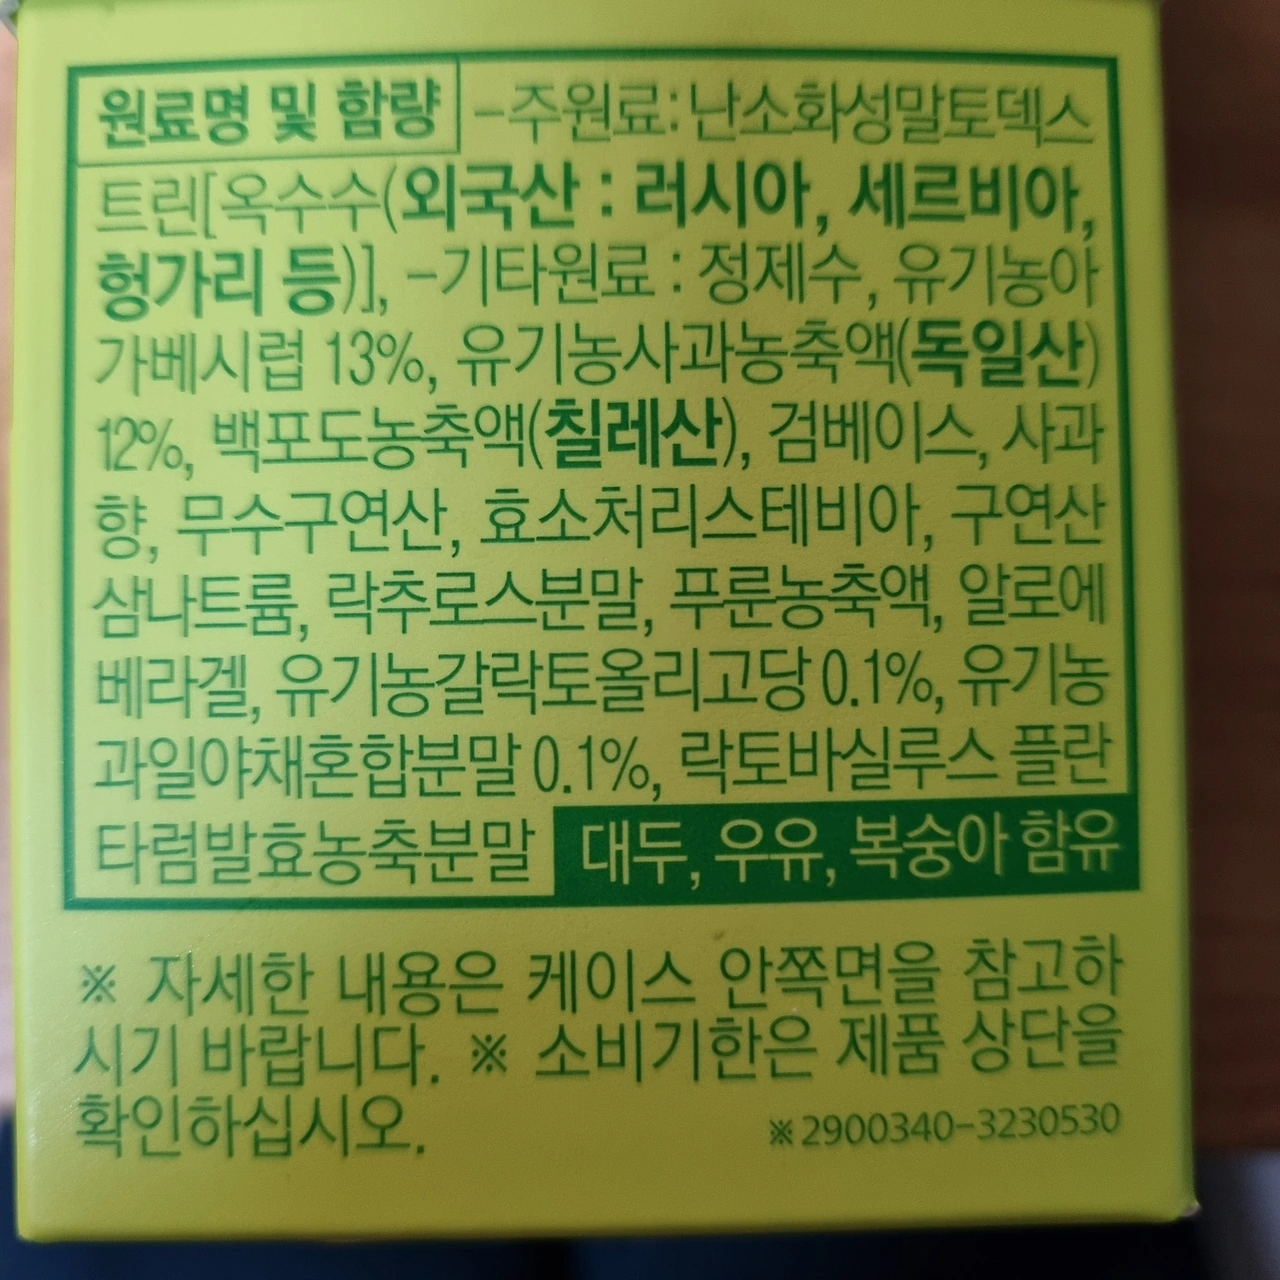 원료명 및 함량 -주원료:난소화성말토덱스
트린[옥수수(외국산 : 러시아, 세르비아,
헝가리 등)], -기타원료 : 정제수, 유기농아
가베시럽 13%, 유기농사과농축액(독일산)
12%, 백포도농축액(칠레산), 검베이스, 사과
향, 무수구연산, 효소처리스테비아, 구연산
삼나트륨, 락추로스분말, 푸룬농축액, 알로에
베라겔, 유기농갈락토올리고당 0.1%, 유기농
과일야채혼합분말 0.1%, 락토바실루스 플란
타럼발효농축분말 대두, 우유, 복숭아 함유
※ 자세한 내용은 케이스 안쪽면을 참고하
시기 바랍니다. ※ 소비기한은 제품 상단을
확인하십시오. ※2900340-3230530